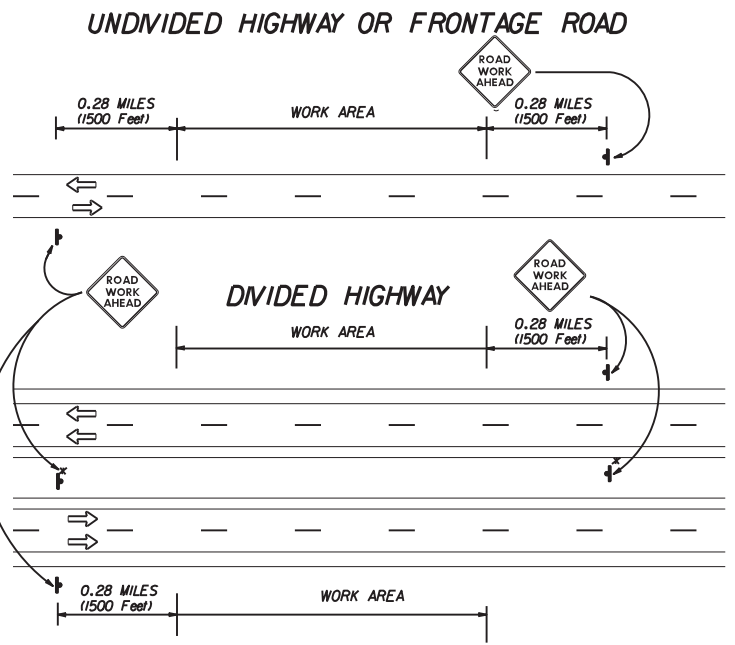 UNDIVIDED HIGHWAY OR FRONTAGE ROAD
ROAD
WORK
AHEAD
0.28 MILES
(1500 Feet)
WORK AREA
0.28 MILES
(1500 Feet)
ROAD
WORK
AHEAD
DIVIDED HIGHWAY
ROAD
WORK
AHEAD
WORK AREA
0.28 MILES
(1500 Feet)
x
x
0.28 MILES
(1500 Feet)
WORK AREA